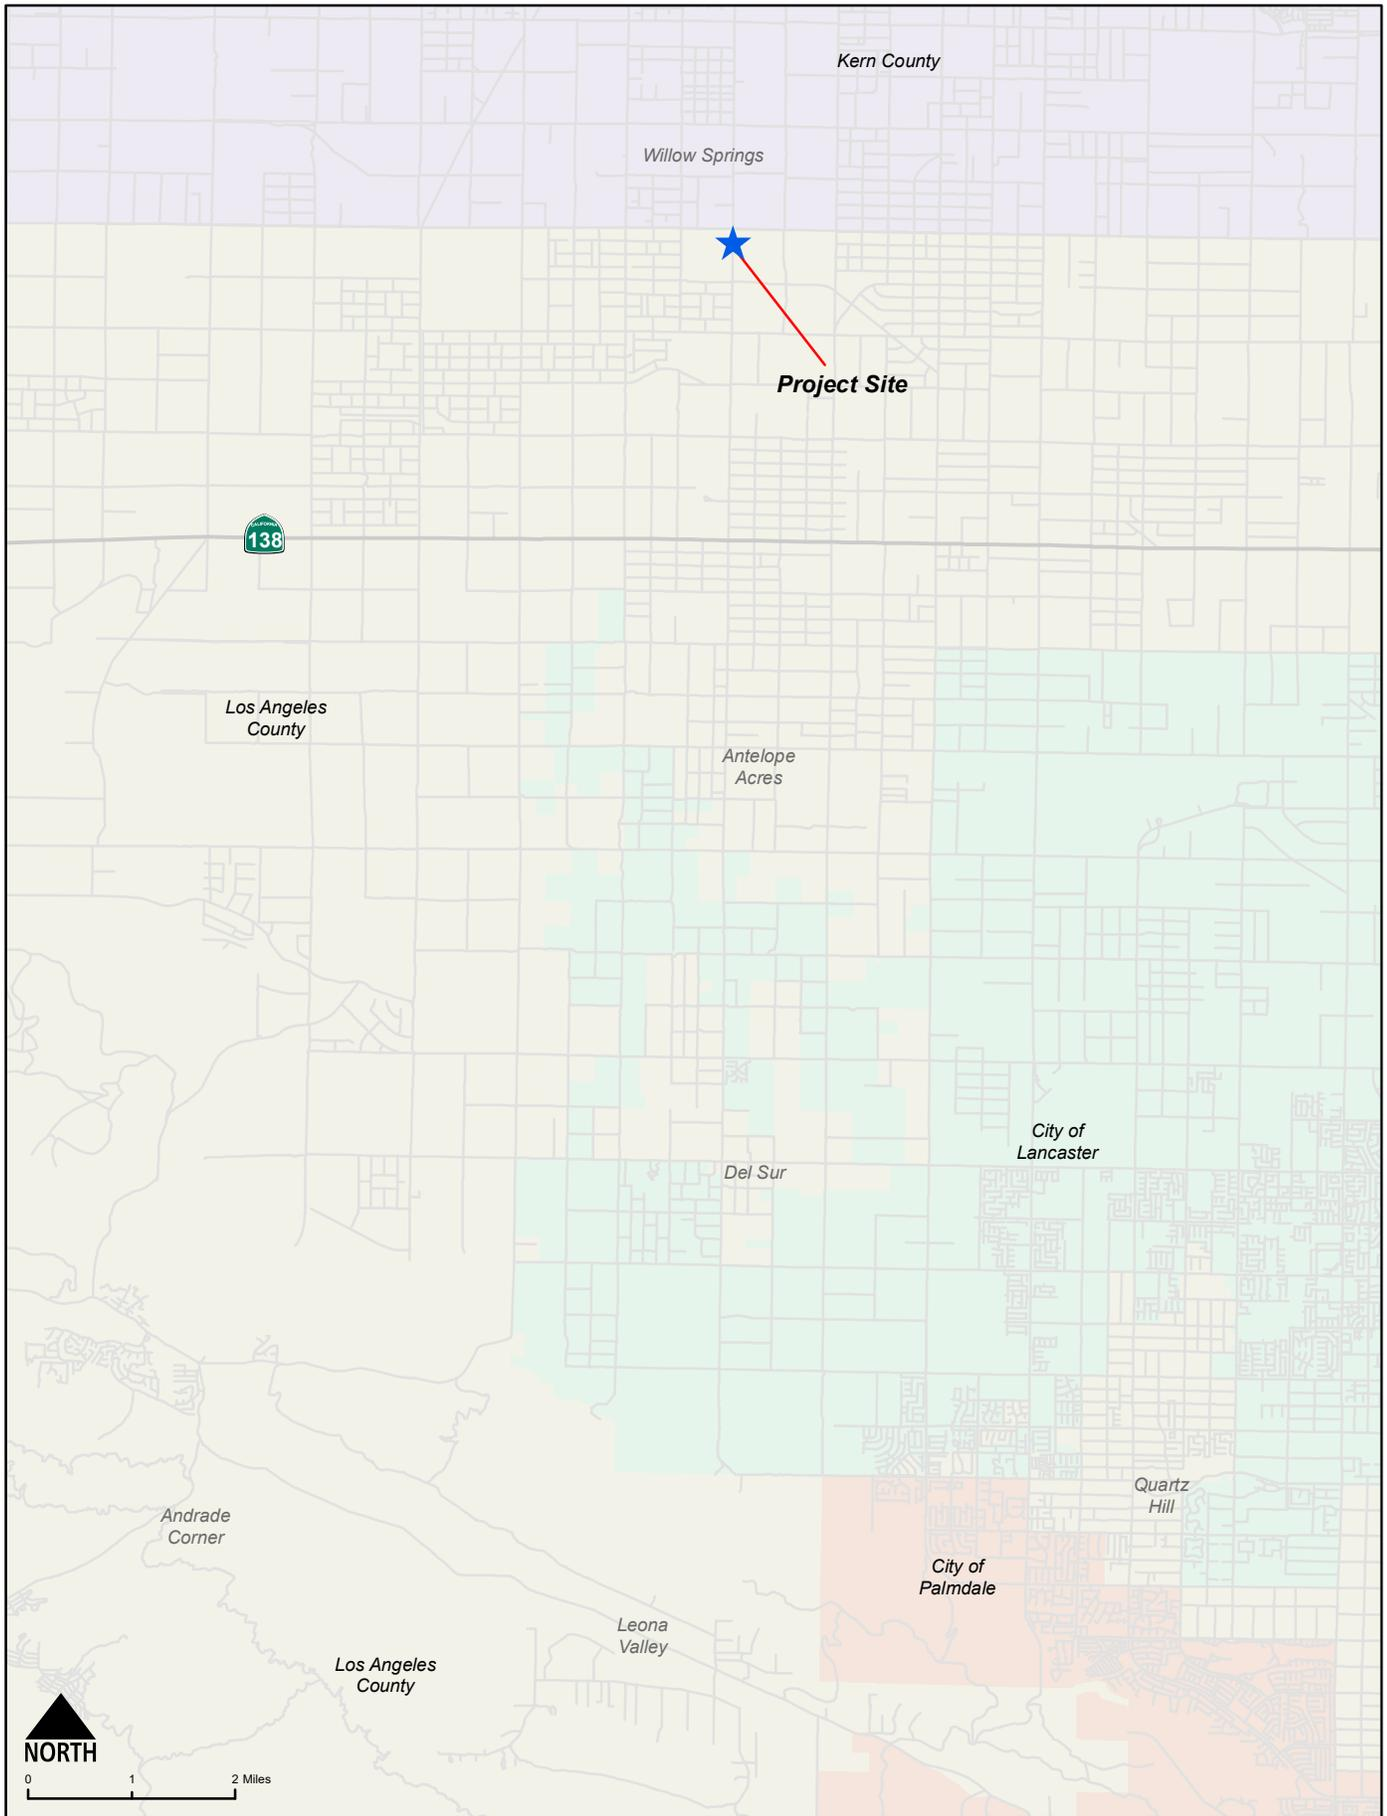 Kern County
Willow Springs
Project Site
CALIFORNIA
138
Los Angeles
County
Antelope
Acres
City of
Lancaster
Del Sur
Quartz
Hill
Andrade
Corner
City of
Palmdale
Leona
Valley
Los Angeles
County
NORTH
0 1 2 Miles